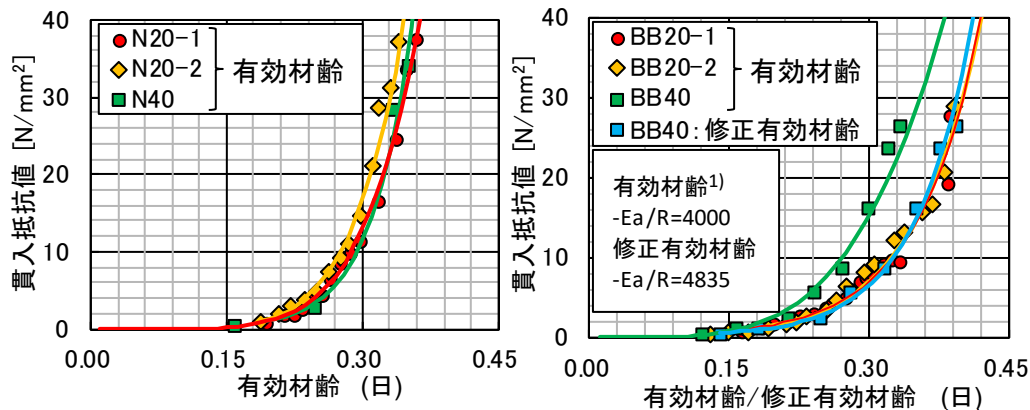 40
30
20
10
0
貫入抵抗値 [N/mm²]
N20-1
N20-2
N40
有効材齢
0.00 0.15 0.30 0.45
有効材齢 (日)
40
30
20
10
0
貫入抵抗値 [N/mm²]
BB20-1
BB20-2
BB40
有効材齢
BB40：修正有効材齢
有効材齢1)
-Ea/R=4000
修正有効材齢
-Ea/R=4835
0.00 0.15 0.30 0.45
有効材齢/修正有効材齢 (日)